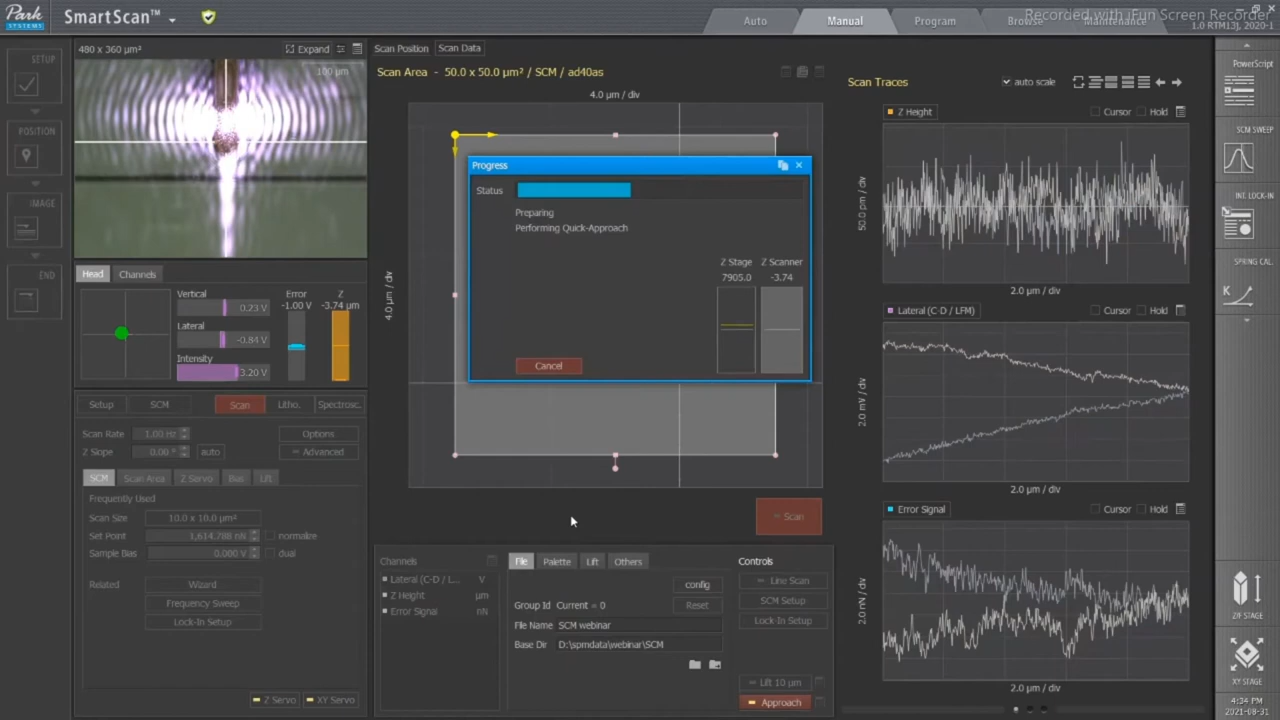 Park SYSTEMS
SmartScan™
Auto
Manual
Program
Browse
Maintenance
Recorded with iFun Screen Recorder
1.0 RTM13j, 2020-1
SETUP
POSITION
IMAGE
END
480 x 360 µm²
Expand
100 µm
Head
Channels
Vertical
0.23 V
Lateral
-0.84 V
Intensity
3.20 V
Error
-1.00 V
Z
-3.74 µm
Setup
SCM
Scan
Litho.
Spectrosc.
Scan Rate
1.00 Hz
Options
Z Slope
0.00 °
auto
Advanced
SCM
Scan Area
Z Servo
Bias
Lift
Frequently Used
Scan Size
10.0 x 10.0 µm²
Set Point
1,614.788 nN
normalize
Sample Bias
0.000 V
dual
Related
Wizard
Frequency Sweep
Lock-In Setup
Z Servo
XY Servo
Scan Position
Scan Data
Scan Area - 50.0 x 50.0 µm² / SCM / ad40as
4.0 µm / div
4.0 µm / div
Progress
Status
Preparing
Performing Quick-Approach
Z Stage
7905.0
Z Scanner
-3.74
Cancel
Scan
Channels
Lateral (C-D / L... V
Z Height µm
Error Signal nN
File
Palette
Lift
Others
config
Group Id Current = 0
Reset
File Name SCM webinar
Base Dir D:\spmdata\webinar\SCM
Controls
Line Scan
SCM Setup
Lock-In Setup
Lift 10 µm
Approach
Scan Traces
auto scale
Z Height
Cursor
Hold
50.0 pm / div
2.0 µm / div
Lateral (C-D / LFM)
Cursor
Hold
2.0 mV / div
2.0 µm / div
Error Signal
Cursor
Hold
2.0 nN / div
2.0 µm / div
PowerScript
SCM SWEEP
INT. LOCK-IN
SPRING CAL.
Z/F STAGE
XY STAGE
4:34 PM
2021-08-31